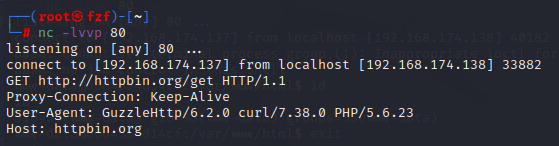 ┌──(root㉿fzf)-[~]
└─# nc -lvvp 80
listening on [any] 80 ...
connect to [192.168.174.137] from localhost [192.168.174.138] 33882
GET http://httpbin.org/get HTTP/1.1
Proxy-Connection: Keep-Alive
User-Agent: GuzzleHttp/6.2.0 curl/7.38.0 PHP/5.6.23
Host: httpbin.org